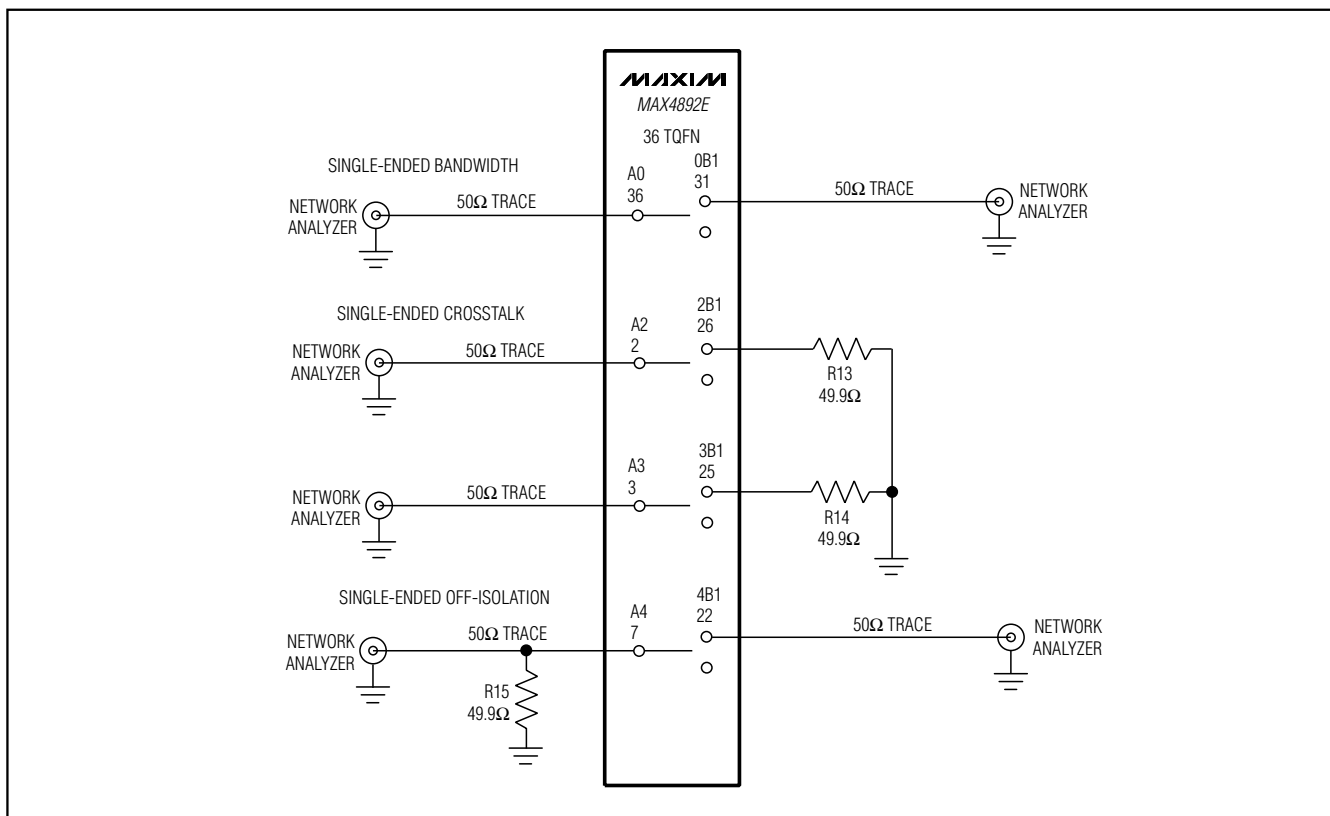 MAXIM
MAX4892E
36 TQFN
SINGLE-ENDED BANDWIDTH
NETWORK
ANALYZER
50Ω TRACE
A0
36
0B1
31
50Ω TRACE
NETWORK
ANALYZER
SINGLE-ENDED CROSSTALK
NETWORK
ANALYZER
50Ω TRACE
A2
2
2B1
26
R13
49.9Ω
NETWORK
ANALYZER
50Ω TRACE
A3
3
3B1
25
R14
49.9Ω
SINGLE-ENDED OFF-ISOLATION
NETWORK
ANALYZER
50Ω TRACE
R15
49.9Ω
A4
7
4B1
22
50Ω TRACE
NETWORK
ANALYZER